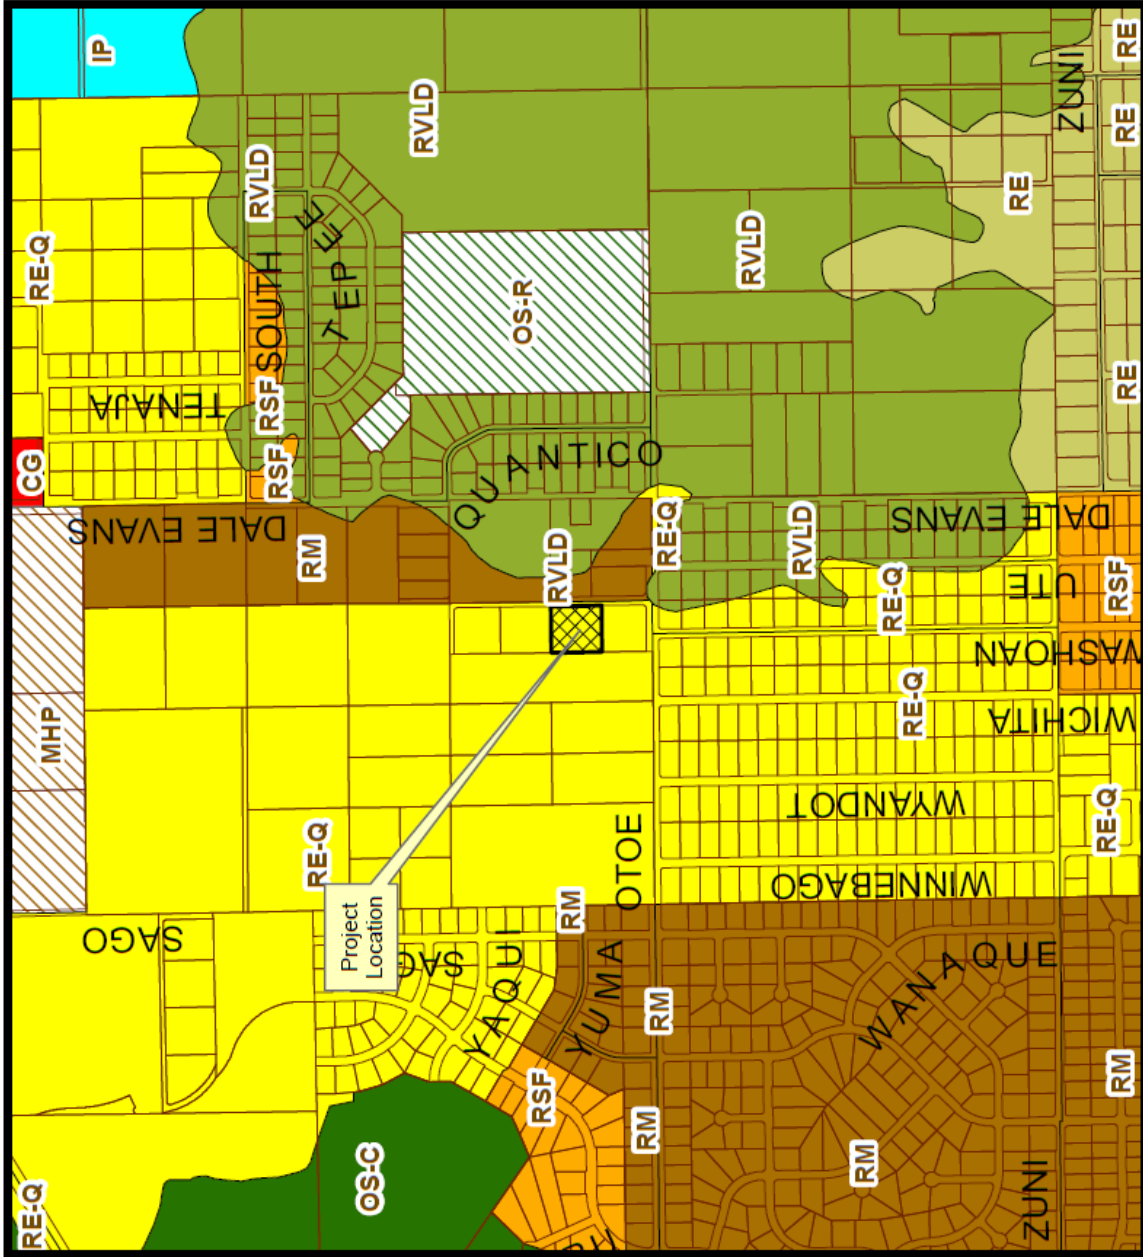 IP
RE
RVLD
ZUNI
RE
RVLD
RE
RE-Q
TEPEE
SOUTH
RVLD
OS-R
RE
TENAJA
RSF
CG
RSF
QUANTICO
DALE EVANS
RM
RVLD
RE-Q
RVLD
DALE EVANS
RE-Q
UTE
RSF
WASHOAN
MHP
RE-Q
WICHITA
WYANDOT
RE-Q
RE-Q
OTOE
WINNEBAGO
Project
Location
SAGO
RM
SAG
YAQUI
YUMA
RM
WANAQUE
RSF
RM
RM
OS-C
RM
RE-Q
ZUNI